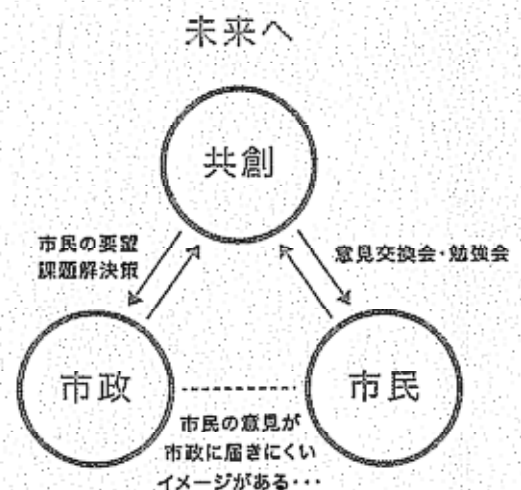 未来へ
共創
市民の要望
課題解決策
意見交換会・勉強会
市政
市民
市民の意見が
市政に届きにくい
イメージがある・・・